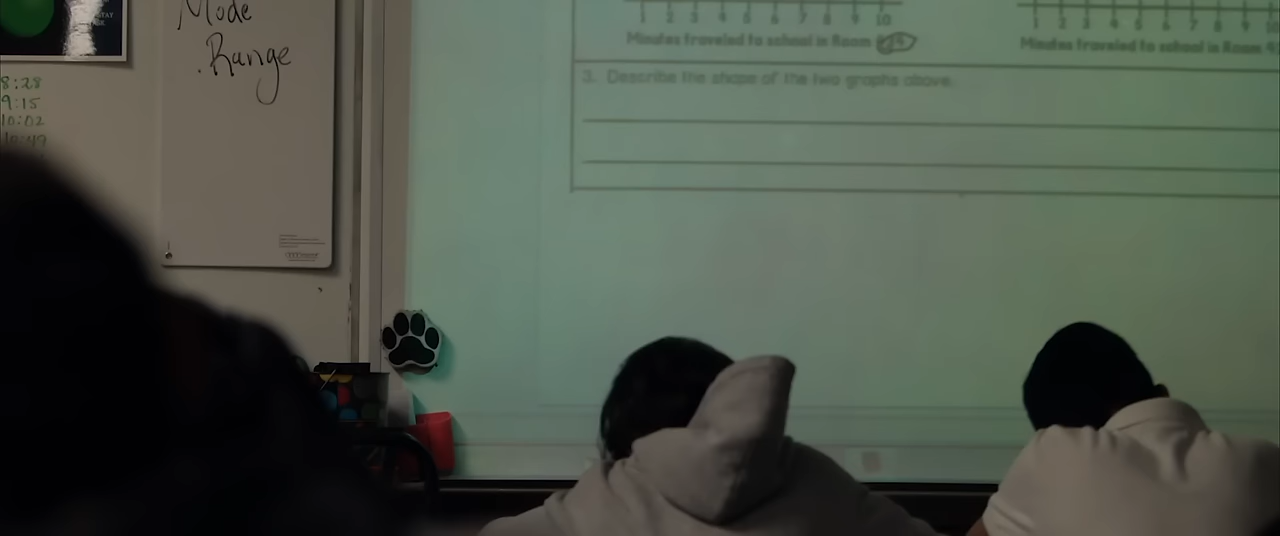 Mode
Range
8:28
9:15
10:02
10:49
1 2 3 4 5 6 7 8 9 10
Minutes traveled to school in Room
1 2 3 4 5 6 7 8 9 10
Minutes traveled to school in Room
3. Describe the shape of the two graphs above.